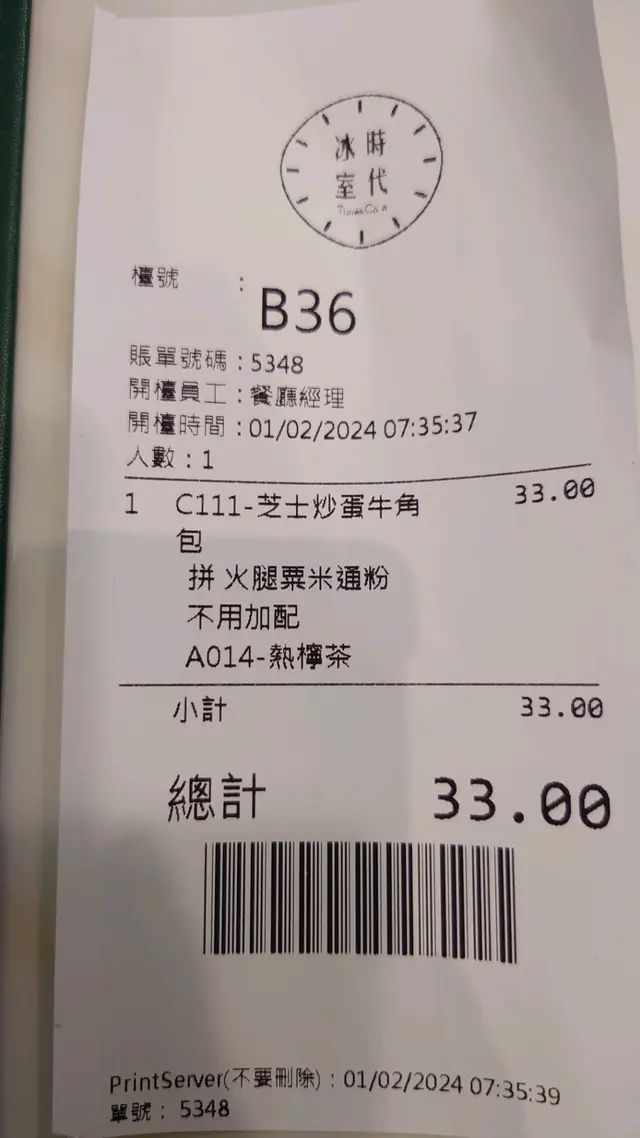 時代
冰室
檯號 : B36
賬單號碼 : 5348
開檯員工 : 餐廳經理
開檯時間 : 01/02/2024 07:35:37
人數 : 1
1 C111-芝士炒蛋牛角 33.00
包
拼 火腿粟米通粉
不用加配
A014-熱檸茶
小計 33.00
總計 33.00
PrintServer(不要刪除) : 01/02/2024 07:35:39
單號 : 5348